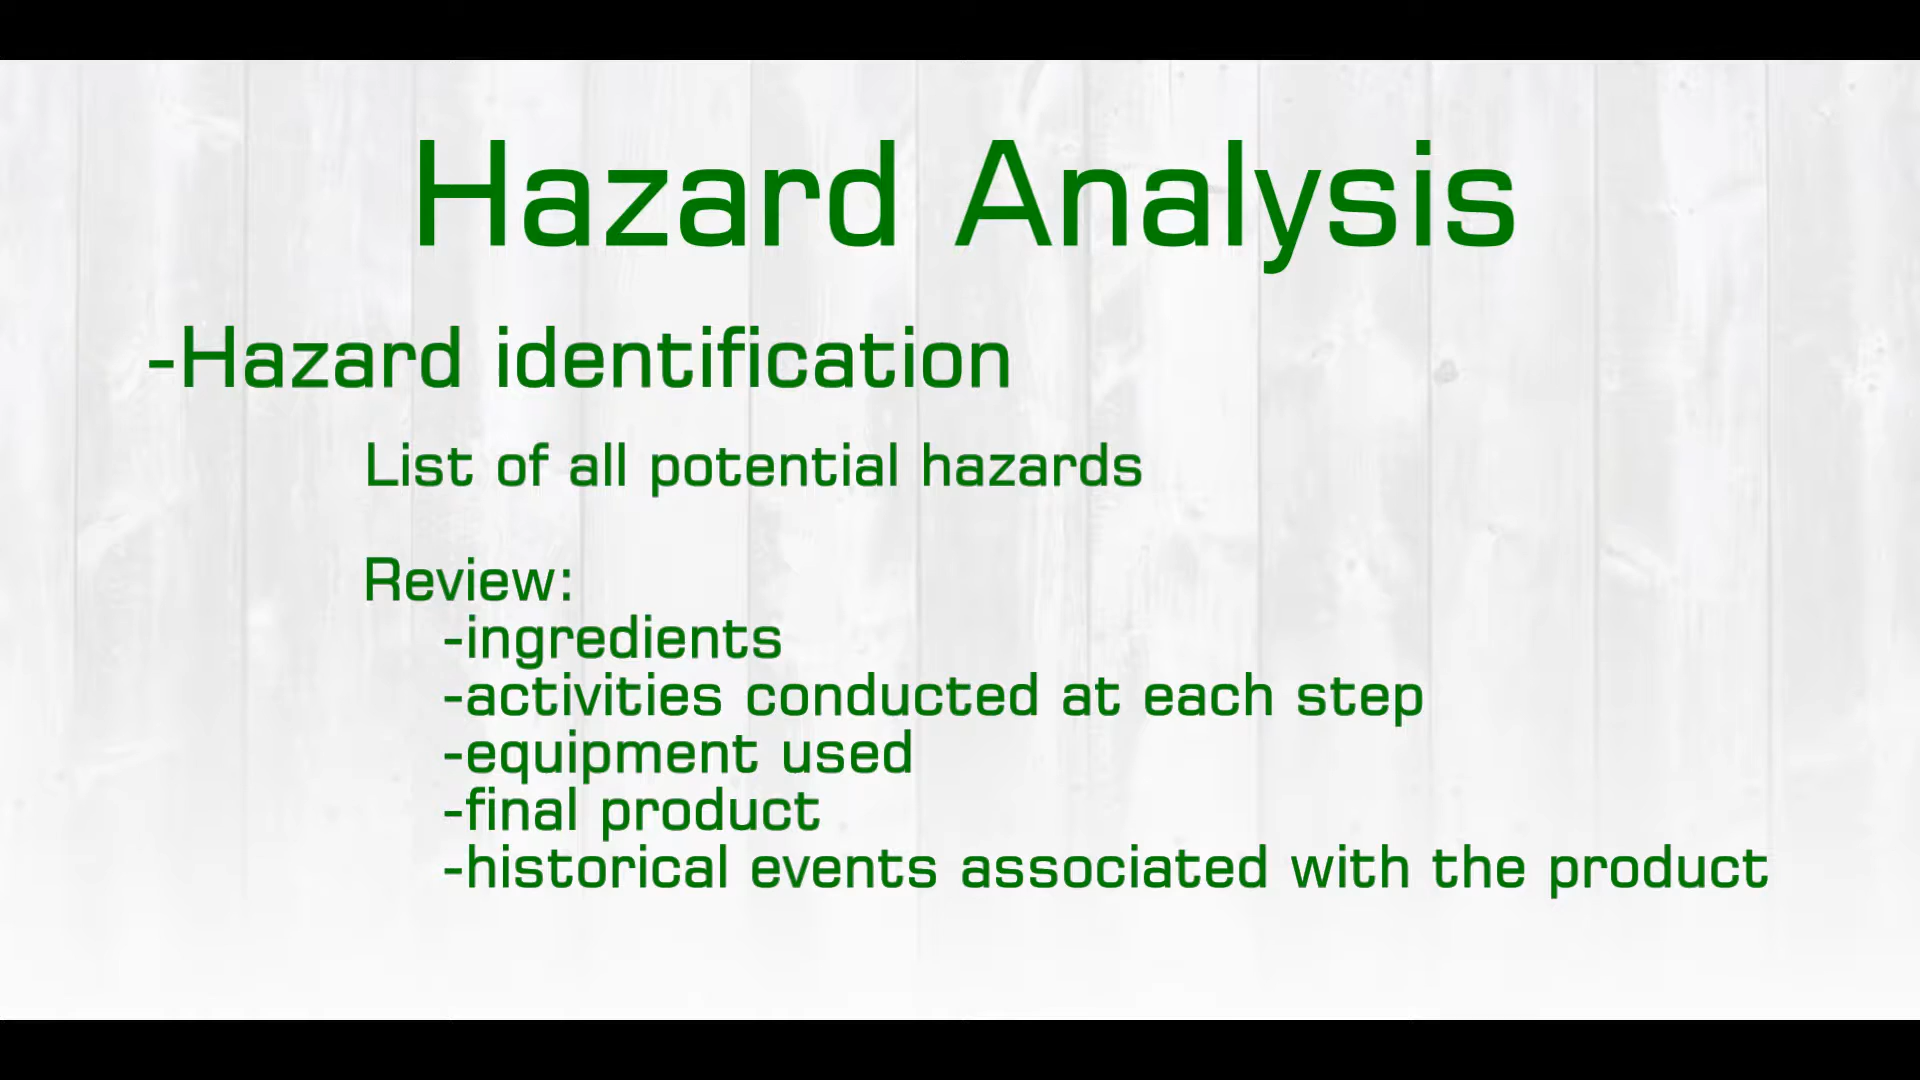 Hazard Analysis
-Hazard identification
List of all potential hazards
Review:
-ingredients
-activities conducted at each step
-equipment used
-final product
-historical events associated with the product